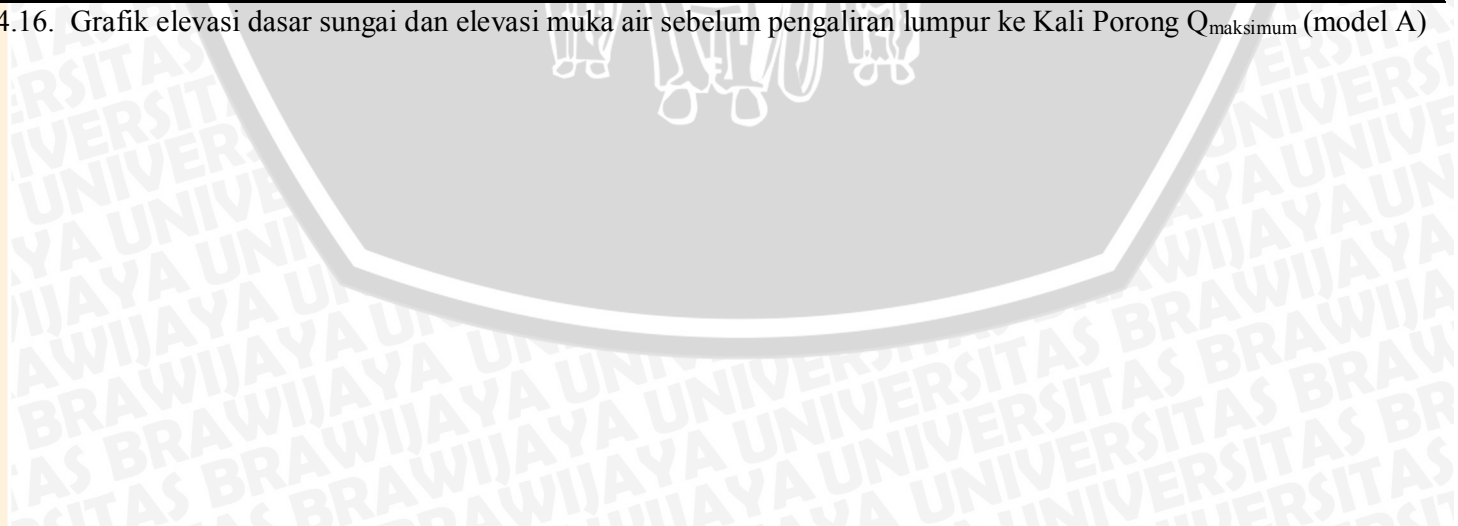 4.16. Grafik elevasi dasar sungai dan elevasi muka air sebelum pengaliran lumpur ke Kali Porong Qmaksimum (model A)